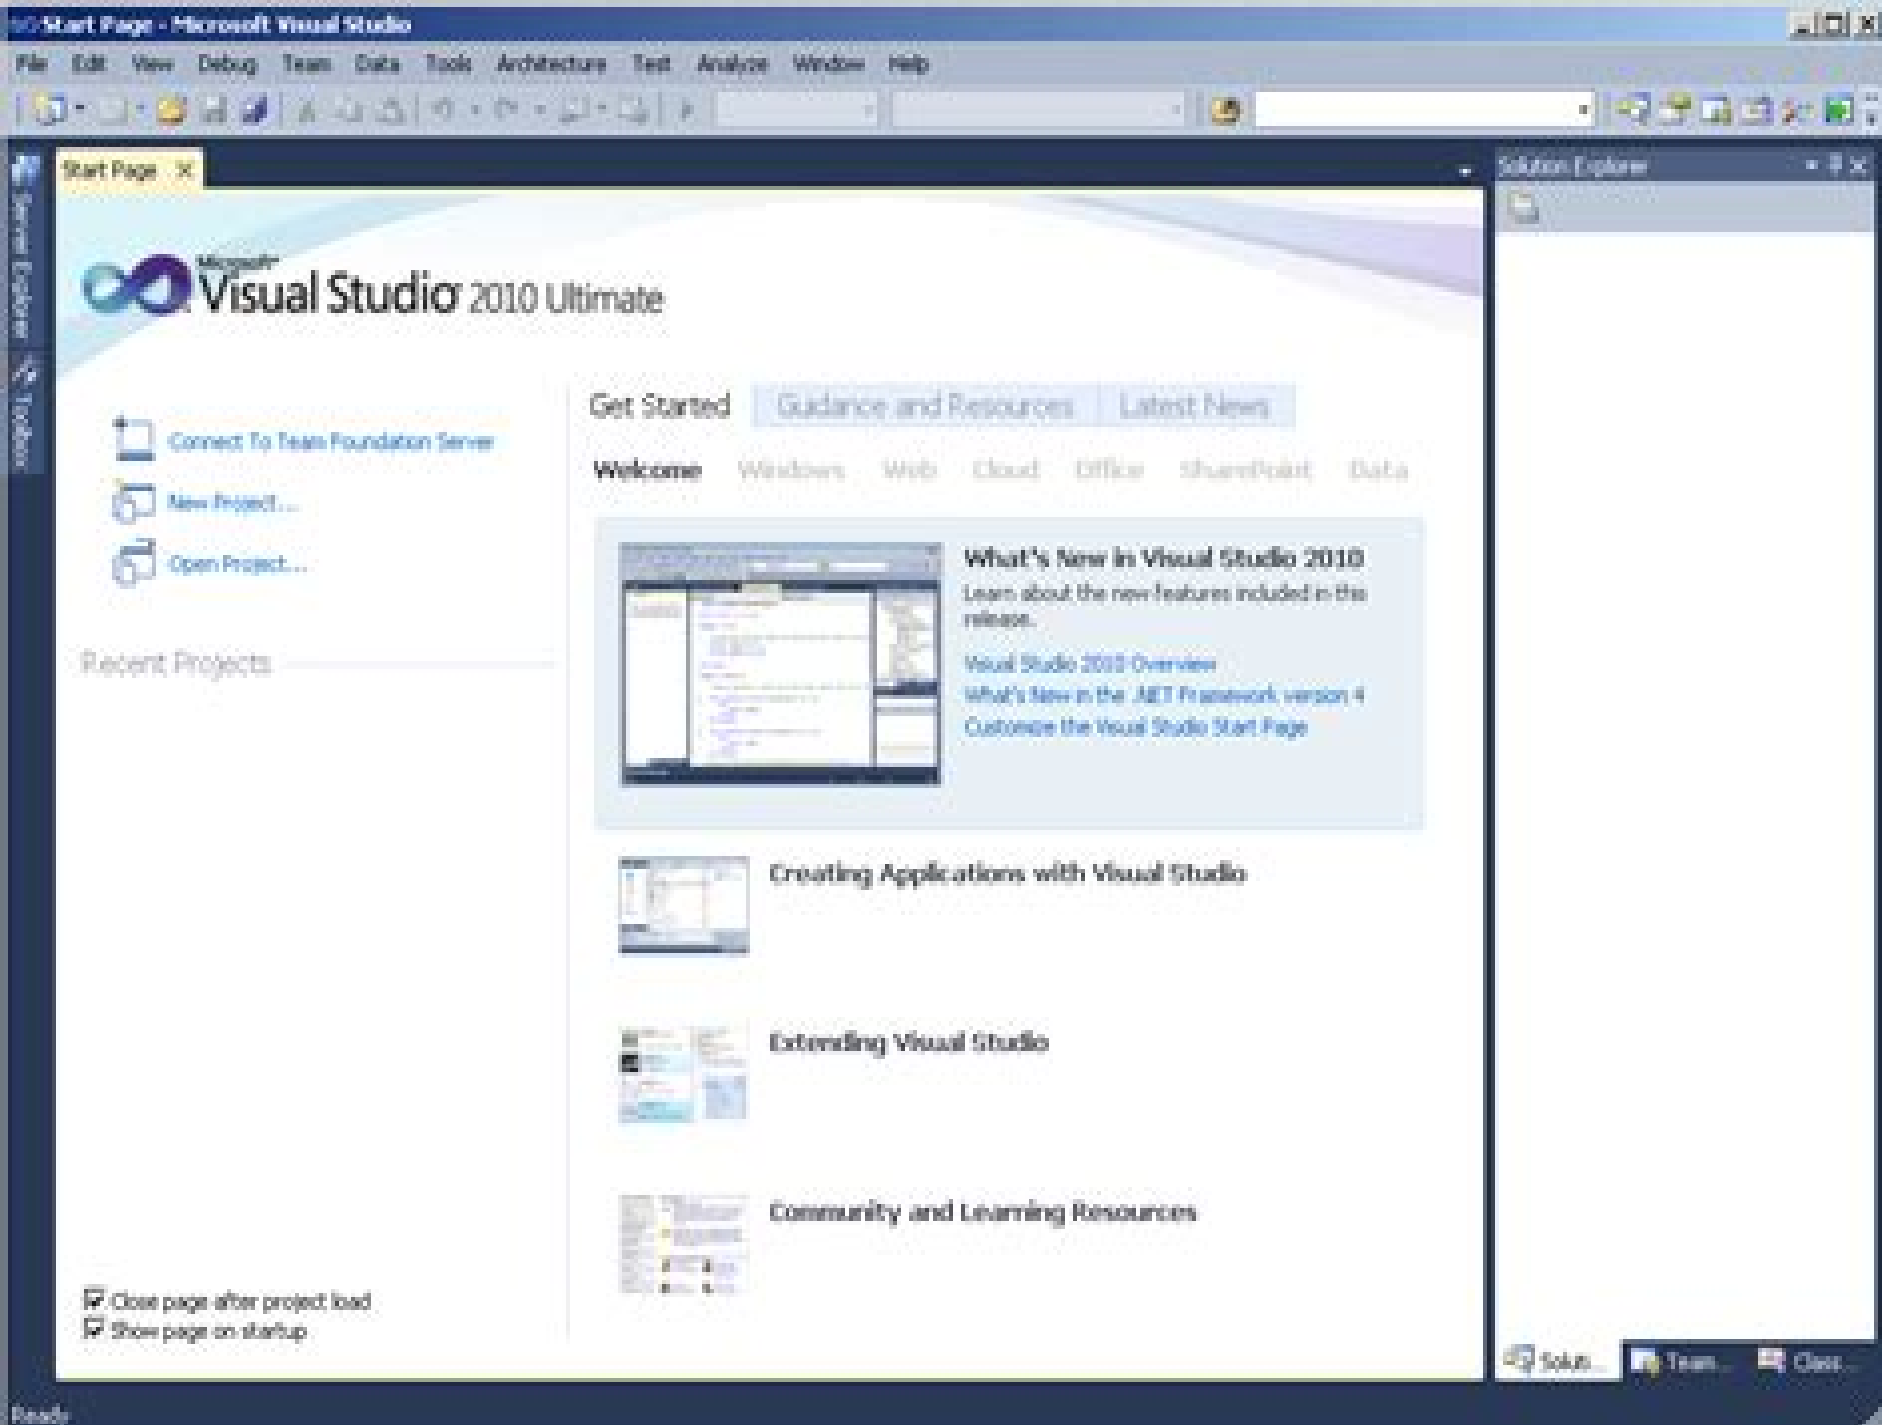 Start Page - Microsoft Visual Studio
File Edit View Debug Team Data Tools Architecture Test Analyze Window Help
Server Explorer
Toolbox
Start Page
Microsoft
Visual Studio 2010 Ultimate
Connect To Team Foundation Server
New Project...
Open Project...
Recent Projects
Close page after project load
Show page on startup
Get Started Guidance and Resources Latest News
Welcome Windows Web Cloud Office SharePoint Data
What's New in Visual Studio 2010
Learn about the new features included in this
release.
Visual Studio 2010 Overview
What's New in the .NET Framework version 4
Customize the Visual Studio Start Page
Creating Applications with Visual Studio
Extending Visual Studio
Community and Learning Resources
Solution Explorer
Soluti... Team... Class...
Ready